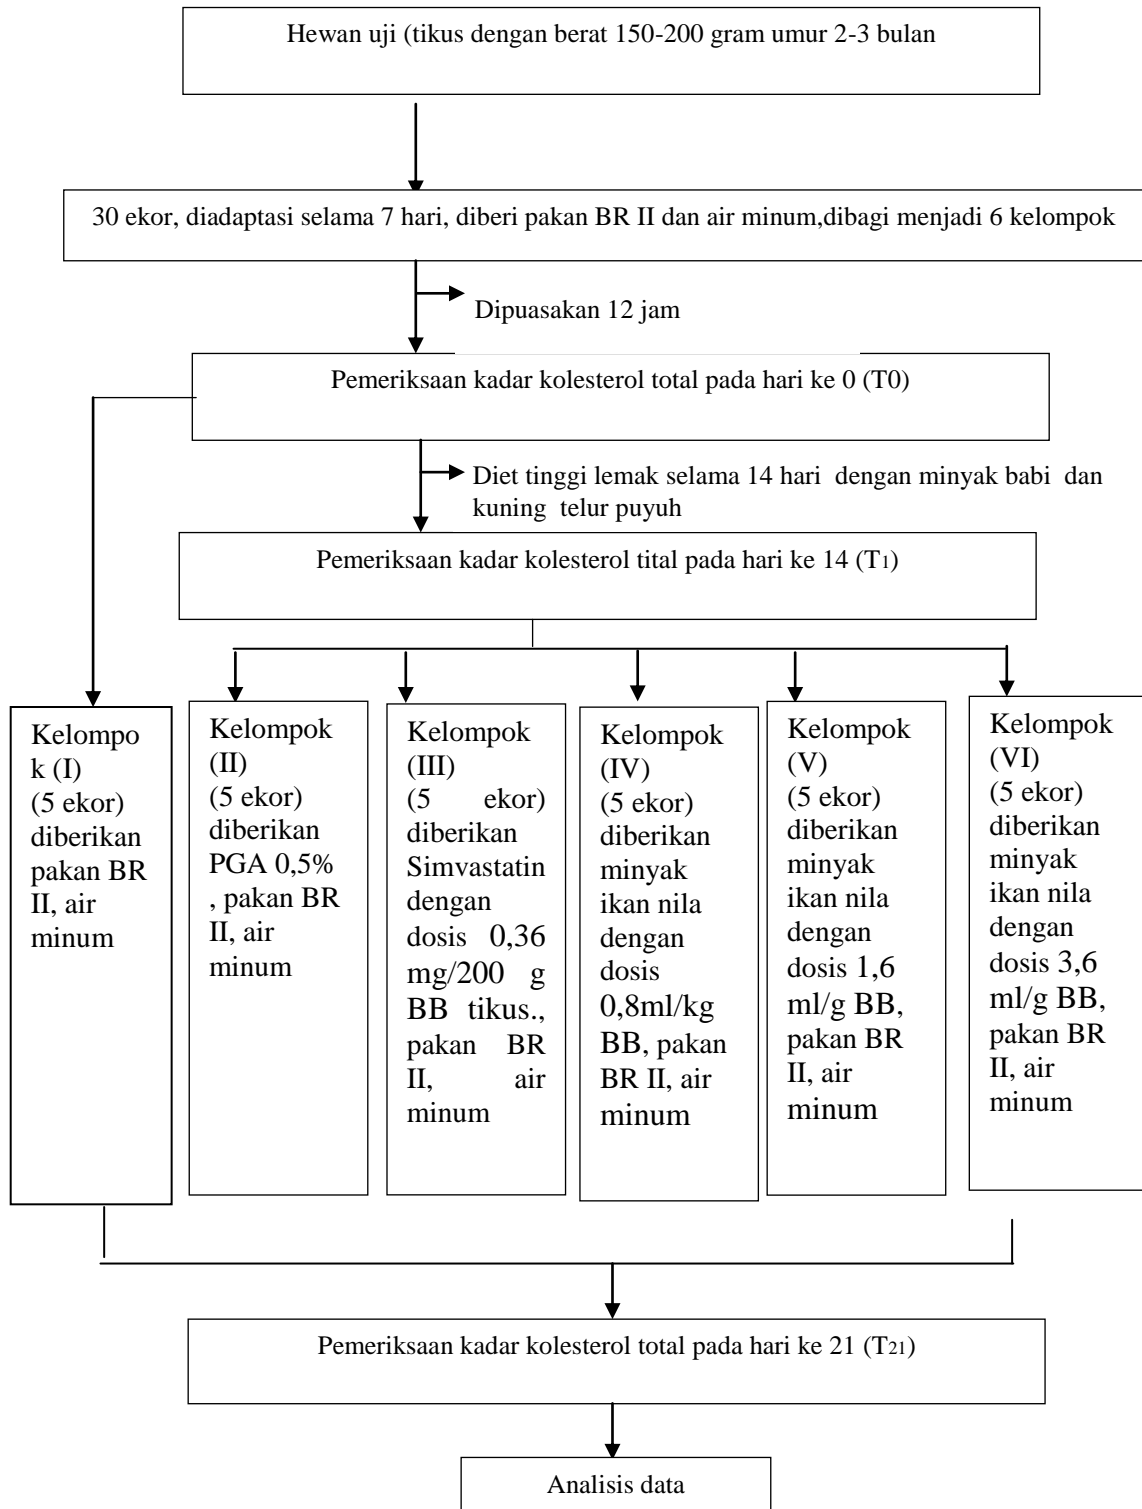 Hewan uji (tikus dengan berat 150-200 gram umur 2-3 bulan
30 ekor, diadaptasi selama 7 hari, diberi pakan BR II dan air minum,dibagi menjadi 6 kelompok
Dipuasakan 12 jam
Pemeriksaan kadar kolesterol total pada hari ke 0 (T0)
Diet tinggi lemak selama 14 hari dengan minyak babi dan
kuning telur puyuh
Pemeriksaan kadar kolesterol tital pada hari ke 14 (T1)
Kelompo
k (I)
(5 ekor)
diberikan
pakan BR
II, air
minum
Kelompok
(II)
(5 ekor)
diberikan
PGA 0,5%
, pakan BR
II, air
minum
Kelompok
(III)
(5 ekor)
diberikan
Simvastatin
dengan
dosis 0,36
mg/200 g
BB tikus.,
pakan BR
II, air
minum
Kelompok
(IV)
(5 ekor)
diberikan
minyak
ikan nila
dengan
dosis
0,8ml/kg
BB, pakan
BR II, air
minum
Kelompok
(V)
(5 ekor)
diberikan
minyak
ikan nila
dengan
dosis 1,6
ml/g BB,
pakan BR
II, air
minum
Kelompok
(VI)
(5 ekor)
diberikan
minyak
ikan nila
dengan
dosis 3,6
ml/g BB,
pakan BR
II, air
minum
Pemeriksaan kadar kolesterol total pada hari ke 21 (T21)
Analisis data